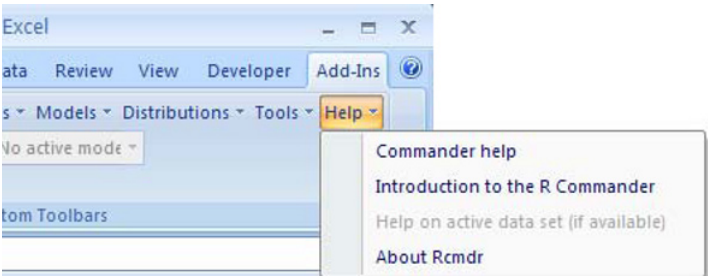 Excel
ata Review View Developer Add-Ins
s Models Distributions Tools Help
No active mode
Commander help
Introduction to the R Commander
Help on active data set (if available)
tom Toolbars
About Rcmdr